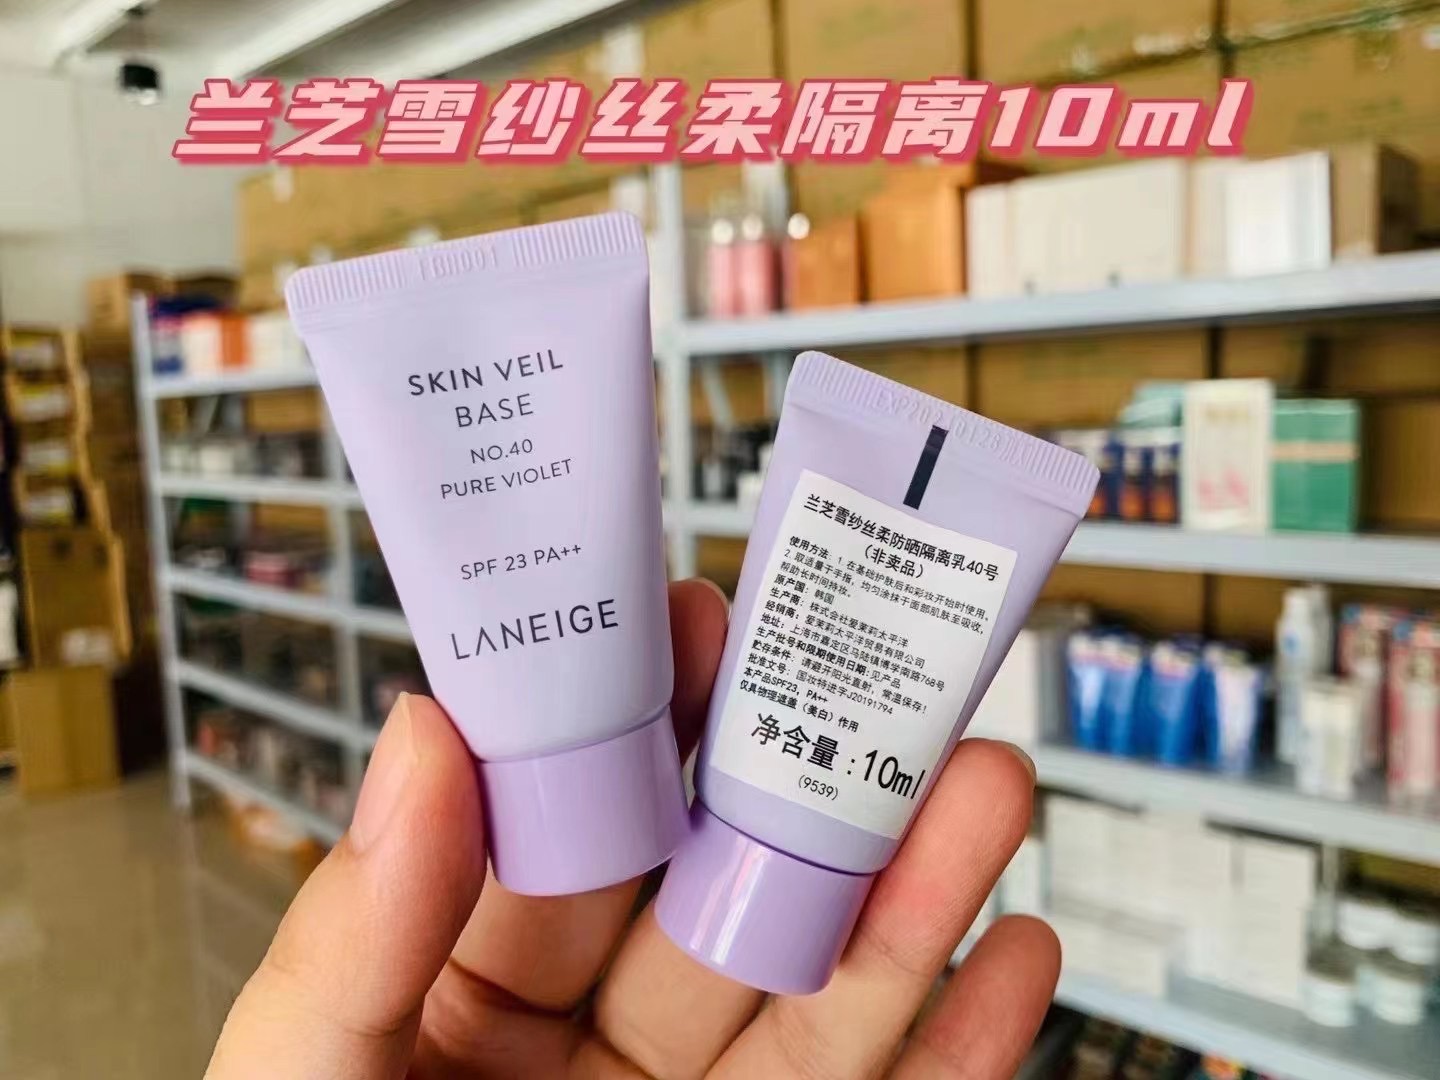 兰芝雪纱丝柔隔离10ml
SKIN VEIL
BASE
NO.40
PURE VIOLET
SPF 23 PA++
LANEIGE
兰芝雪纱丝柔防晒隔离乳40号
（非卖品）
使用方法：1.在基础护肤后和彩妆开始时使用。
2.取适量于手指，均匀涂抹于面部肌肤至吸收，
帮助长时间持妆。
原产国：韩国
生产商：株式会社爱茉莉太平洋
经销商：爱茉莉太平洋贸易有限公司
地址：上海市嘉定区马陆镇博学南路768号
生产批号和限期使用日期：见产品
贮存条件：请避开阳光直射，常温保存！
批准文号：国妆特进字J20191794
本产品SPF23，PA++
仅具物理遮盖（美白）作用
净含量：10ml
(9539)